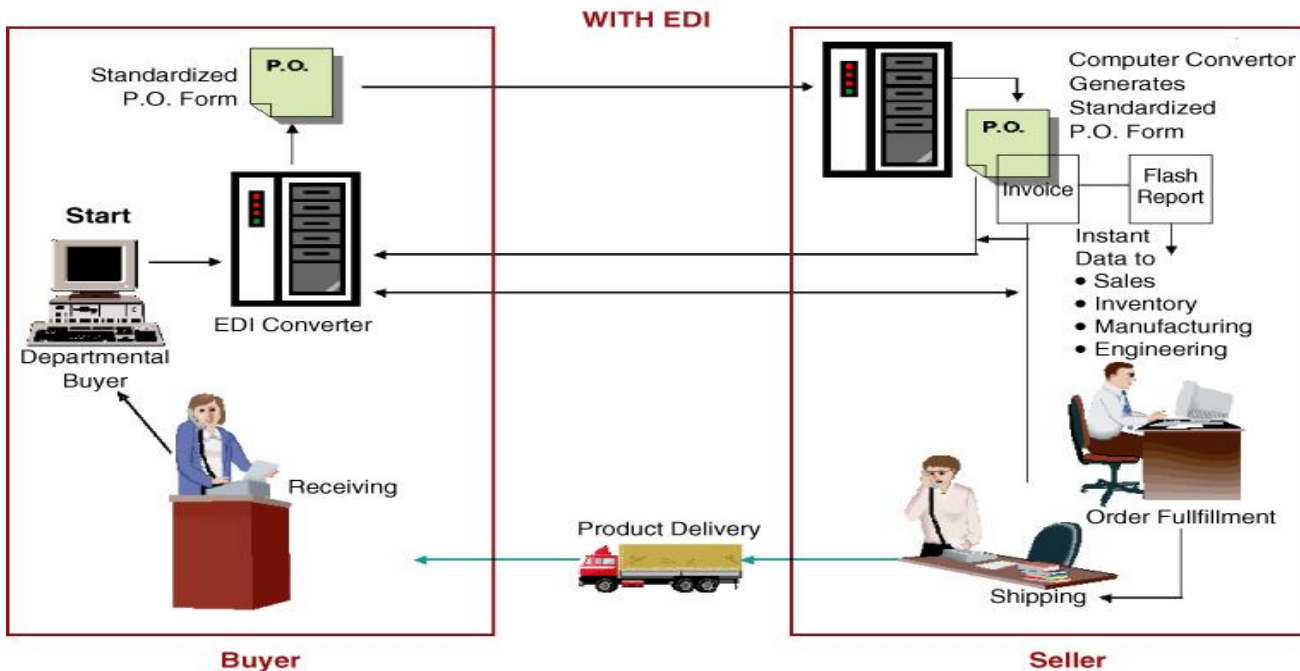 WITH EDI
Standardized
P.O. Form
P.O.
Computer Convertor
Generates
Standardized
P.O. Form
P.O.
Invoice
Flash
Report
Start
Instant
Data to
• Sales
• Inventory
• Manufacturing
• Engineering
EDI Converter
Departmental
Buyer
Receiving
Product Delivery
Order Fullfillment
Shipping
Buyer
Seller